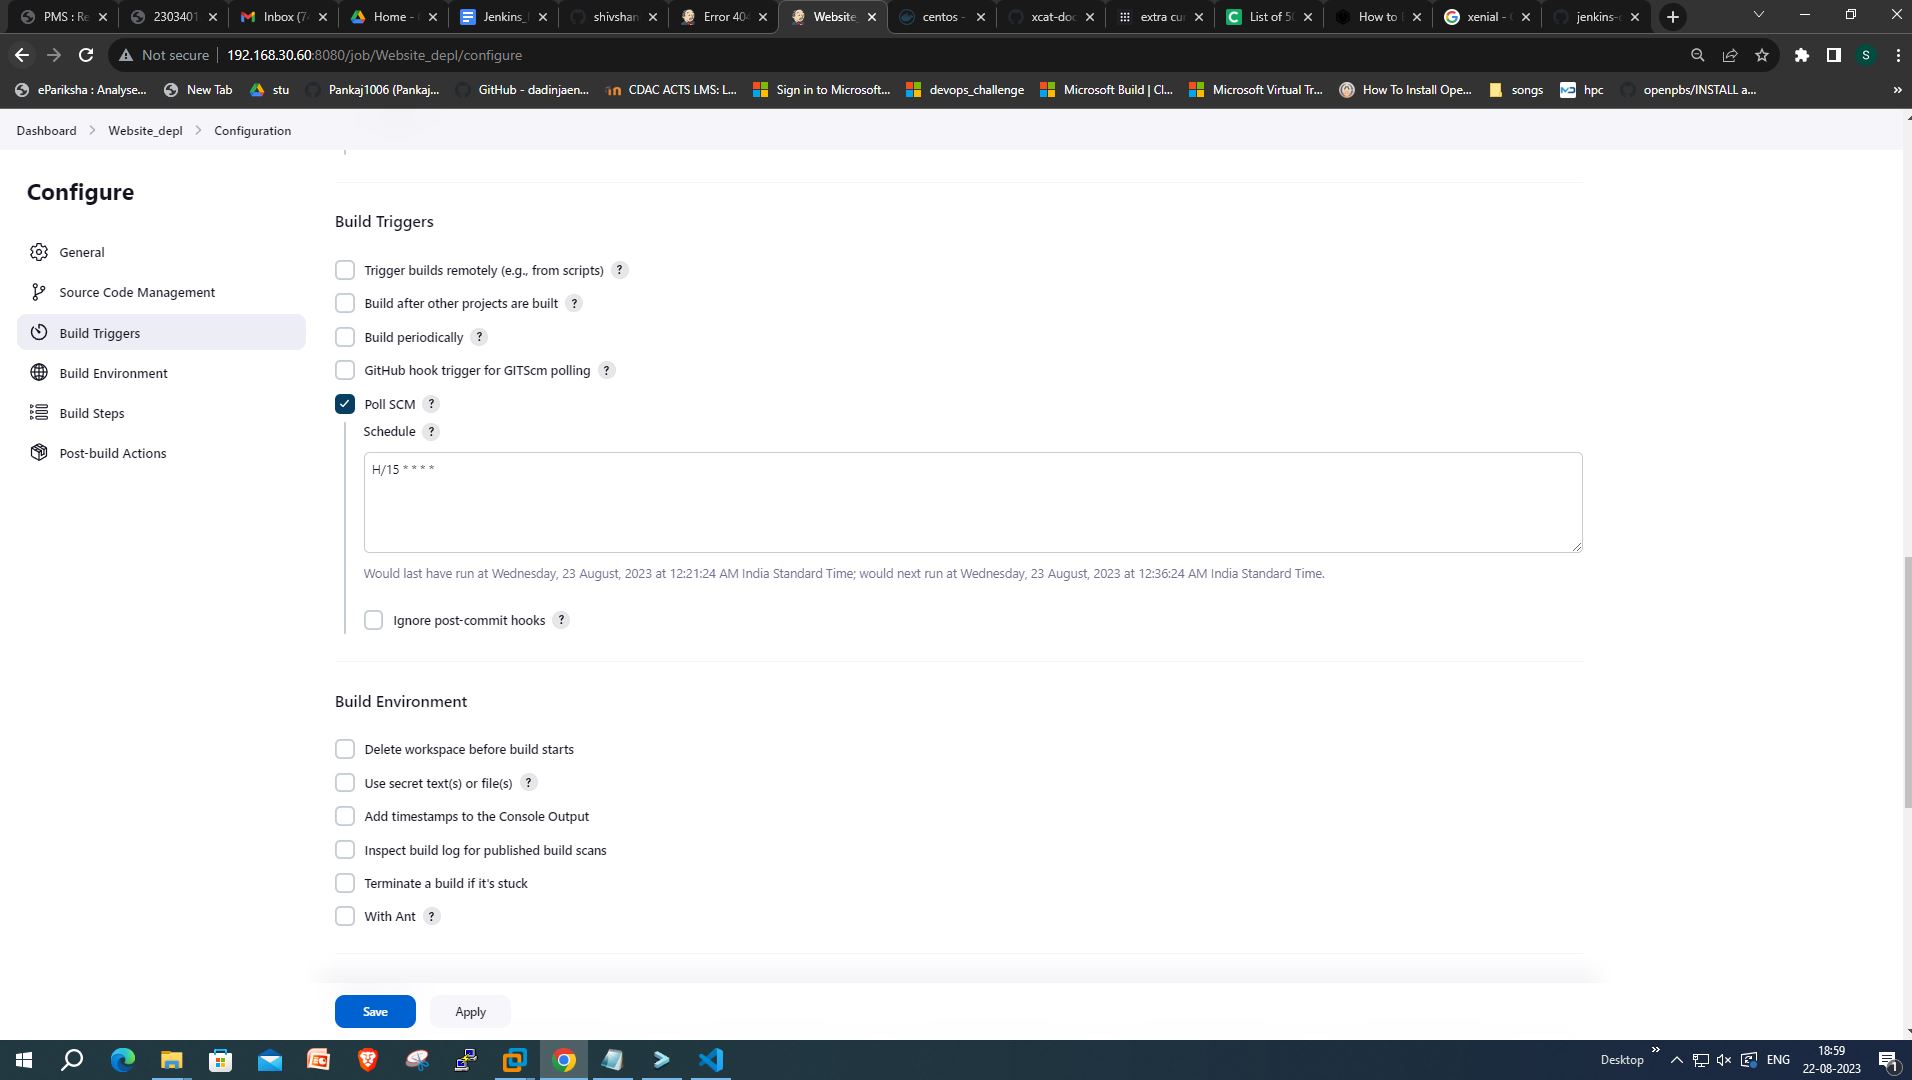 PMS : Re
2303401
Inbox (74
Home -
Jenkins_
shivshan
Error 404
Website_
centos -
xcat-doc
extra cur
List of 50
How to
xenial -
jenkins-
Not secure
192.168.30.60:8080/job/Website_depl/configure
S
ePariksha : Analyse...
New Tab
stu
Pankaj1006 (Pankaj...
GitHub - dadinjaen...
CDAC ACTS LMS: L...
Sign in to Microsoft...
devops_challenge
Microsoft Build | Cl...
Microsoft Virtual Tr...
How To Install Ope...
songs
hpc
openpbs/INSTALL a...
»
Dashboard > Website_depl > Configuration
Configure
General
Source Code Management
Build Triggers
Build Environment
Build Steps
Post-build Actions
Build Triggers
Trigger builds remotely (e.g., from scripts) ?
Build after other projects are built ?
Build periodically ?
GitHub hook trigger for GITScm polling ?
Poll SCM ?
Schedule ?
H/15 * * * *
Would last have run at Wednesday, 23 August, 2023 at 12:21:24 AM India Standard Time; would next run at Wednesday, 23 August, 2023 at 12:36:24 AM India Standard Time.
Ignore post-commit hooks ?
Build Environment
Delete workspace before build starts
Use secret text(s) or file(s) ?
Add timestamps to the Console Output
Inspect build log for published build scans
Terminate a build if it's stuck
With Ant ?
Save
Apply
Desktop
»
ENG
18:59
22-08-2023
1